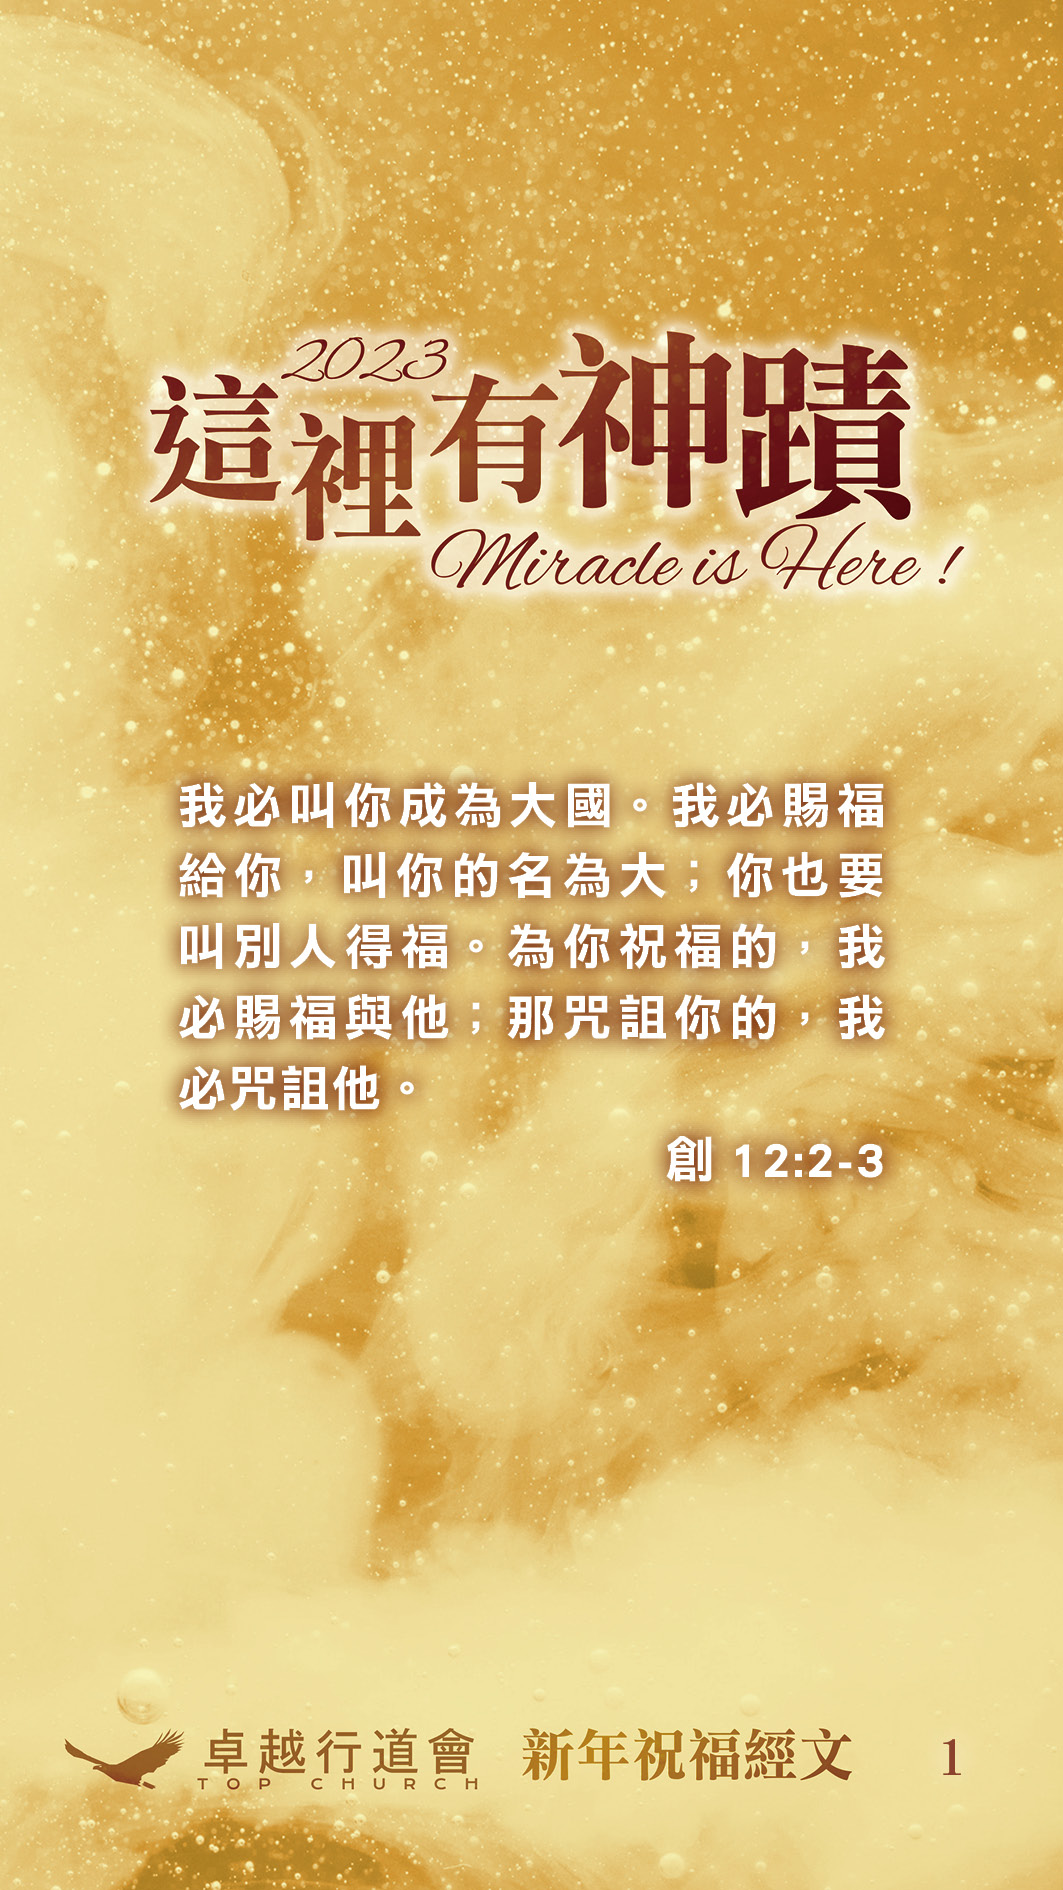 2023
這裡有神蹟
Miracle is Here !
我必叫你成為大國。我必賜福
給你，叫你的名為大；你也要
叫別人得福。為你祝福的，我
必賜福與他；那咒詛你的，我
必咒詛他。
創 12:2-3
卓越行道會 新年祝福經文 1
TOP CHURCH